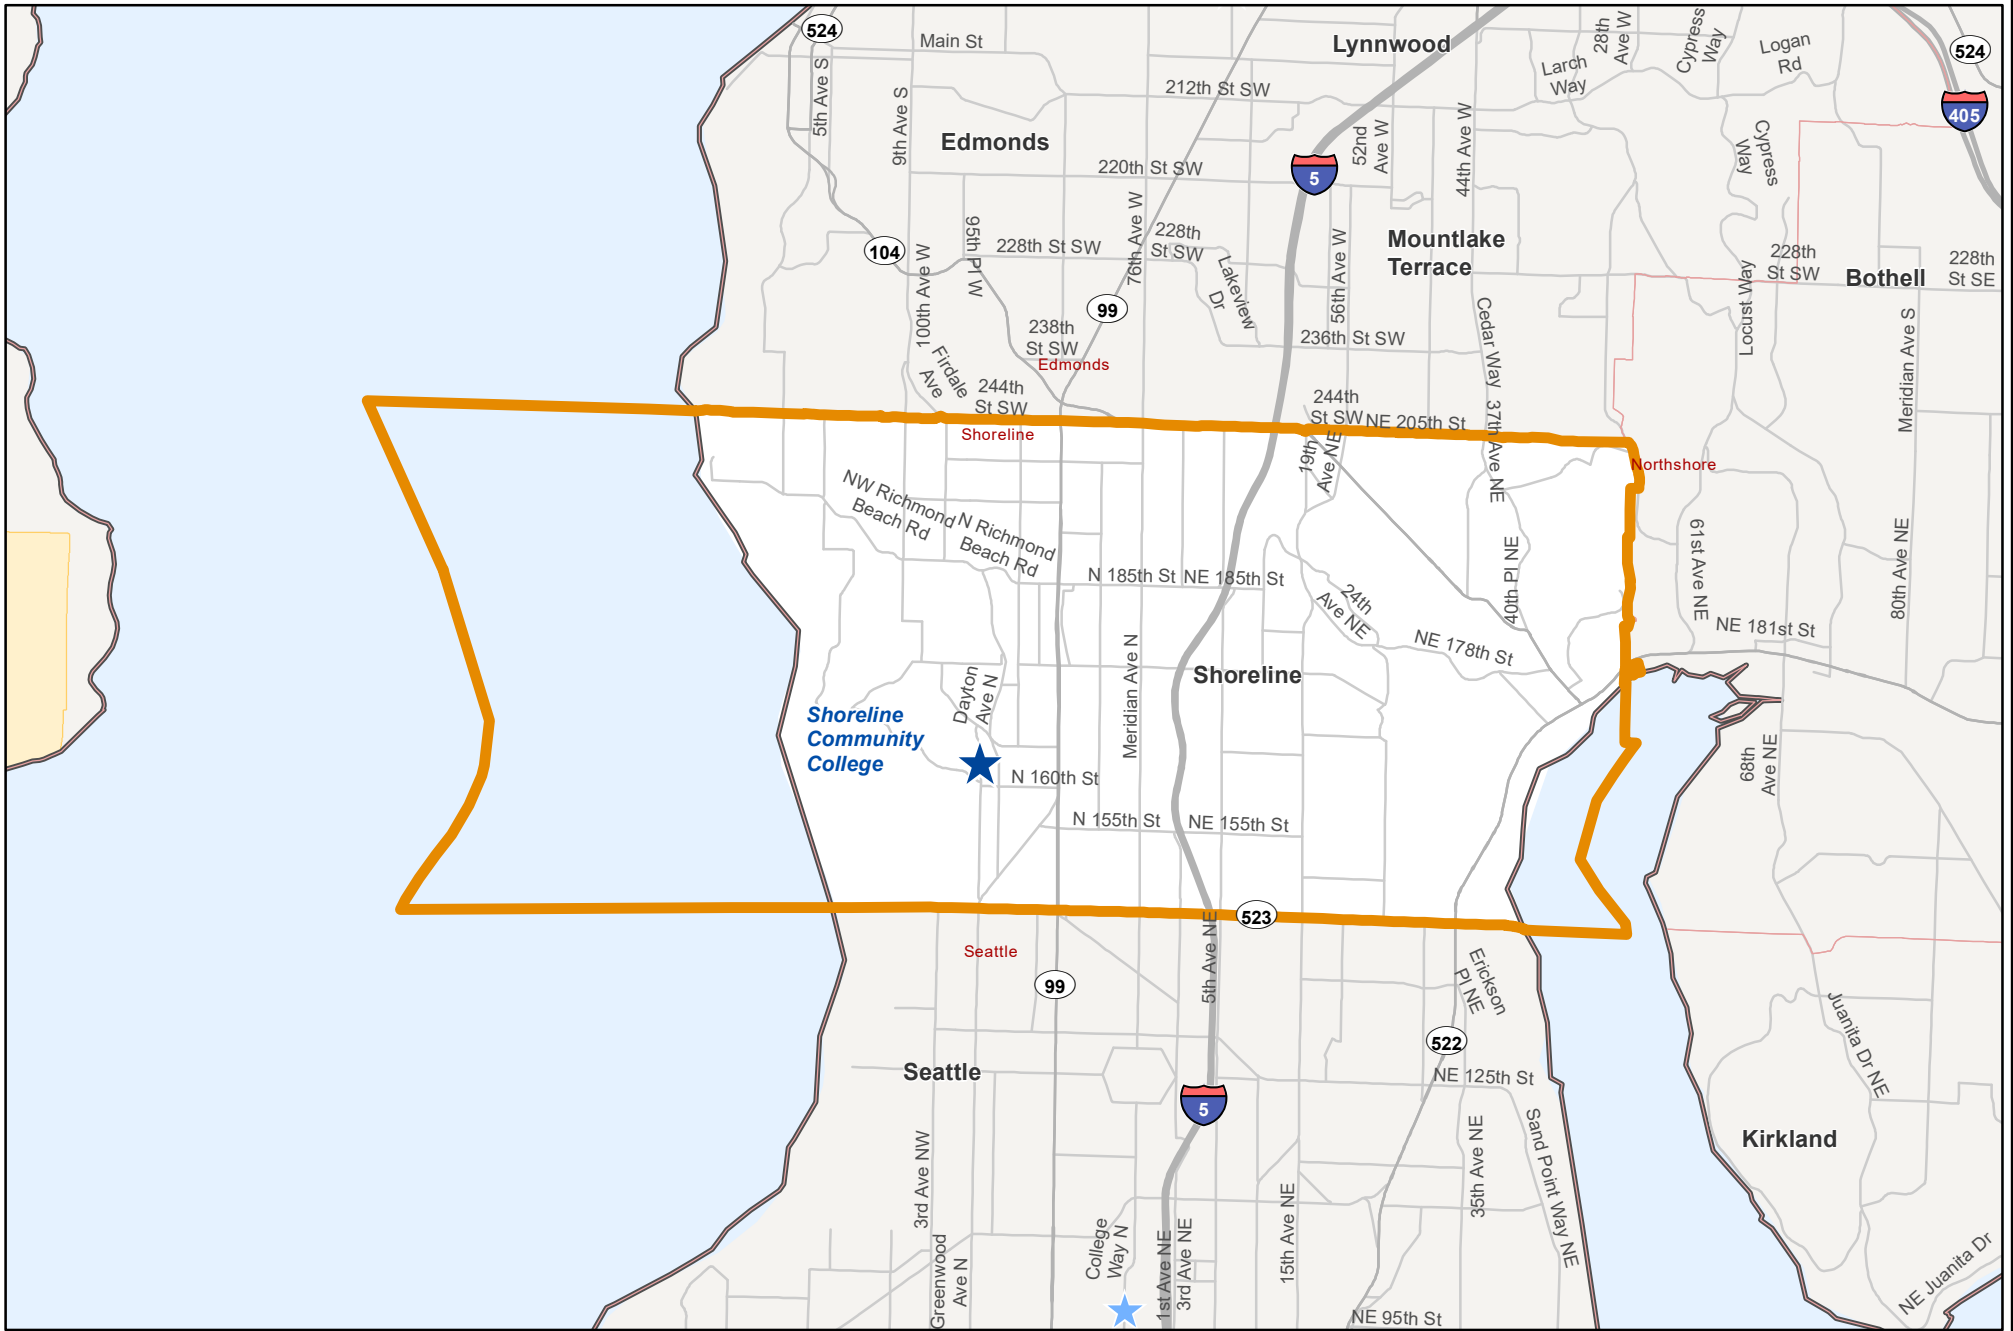 524
Main St
Lynnwood
28th
Ave W
Cypress
Way
Logan
Rd
524
5th Ave S
9th Ave S
212th St SW
Larch
Way
405
Edmonds
52nd
Ave W
44th Ave W
Cypress
Way
220th St SW
5
104
100th Ave W
95th Pl W
228th St SW
76th Ave W
228th
St SW
Lakeview
Dr
56th Ave W
Mountlake
Terrace
228th
St SW
Bothell
228th
St SE
99
238th
St SW
Edmonds
236th St SW
Cedar Way
Locust Way
Meridian Ave S
Firdale
Ave
244th
St SW
Shoreline
244th
St SW
NE 205th St
37th Ave NE
19th
Ave NE
Northshore
NW Richmond
Beach Rd
N Richmond
Beach Rd
N 185th St
NE 185th St
24th
Ave NE
40th Pl NE
61st Ave NE
80th Ave NE
NE 181st St
NE 178th St
Meridian Ave N
Shoreline
Dayton
Ave N
Shoreline
Community
College
N 160th St
68th
Ave NE
N 155th St
NE 155th St
523
Seattle
99
5th Ave NE
Erickson
Pl NE
522
Juanita Dr NE
Seattle
NE 125th St
5
Kirkland
3rd Ave NW
35th Ave NE
Sand Point Way NE
Greenwood
Ave N
College
Way N
1st Ave NE
3rd Ave NE
15th Ave NE
NE 95th St
NE Juanita Dr